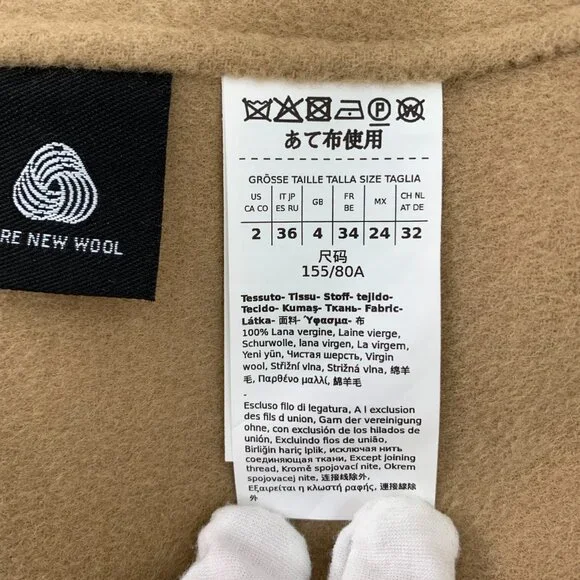 RE NEW WOOL
P W
あて布使用
GRÖSSE TAILLE TALLA SIZE TAGLIA
US CA CO IT JP ES RU GB FR BE MX CH NL AT DE
2 36 4 34 24 32
尺码
155/80A
Tessuto- Tissu- Stoff- tejido-
Tecido- Kumaş- Ткань- Fabric-
Látka- 面料- Ύφασμα- 布
100% Lana vergine, Laine vierge,
Schurwolle, lana virgen, La virgem,
Yeni yün, Чистая шерсть, Virgin
wool, Střižní vlna, Strižná vlna, 绵羊
毛, Παρθένο μαλλί, 綿羊毛
-
Escluso filo di legatura, A l exclusion
des fils d union, Garn der vereinigung
ohne, con exclusión de los hilados de
unión, Excluindo fios de união,
Birliğin hariç iplik, исключая нить
соединяющая ткани, Except joining
thread, Kromě spojovací nite, Okrem
spojovacej nite, 连接线除外,
Εξαιρείται η κλωστή ραφής, 連接線除
外